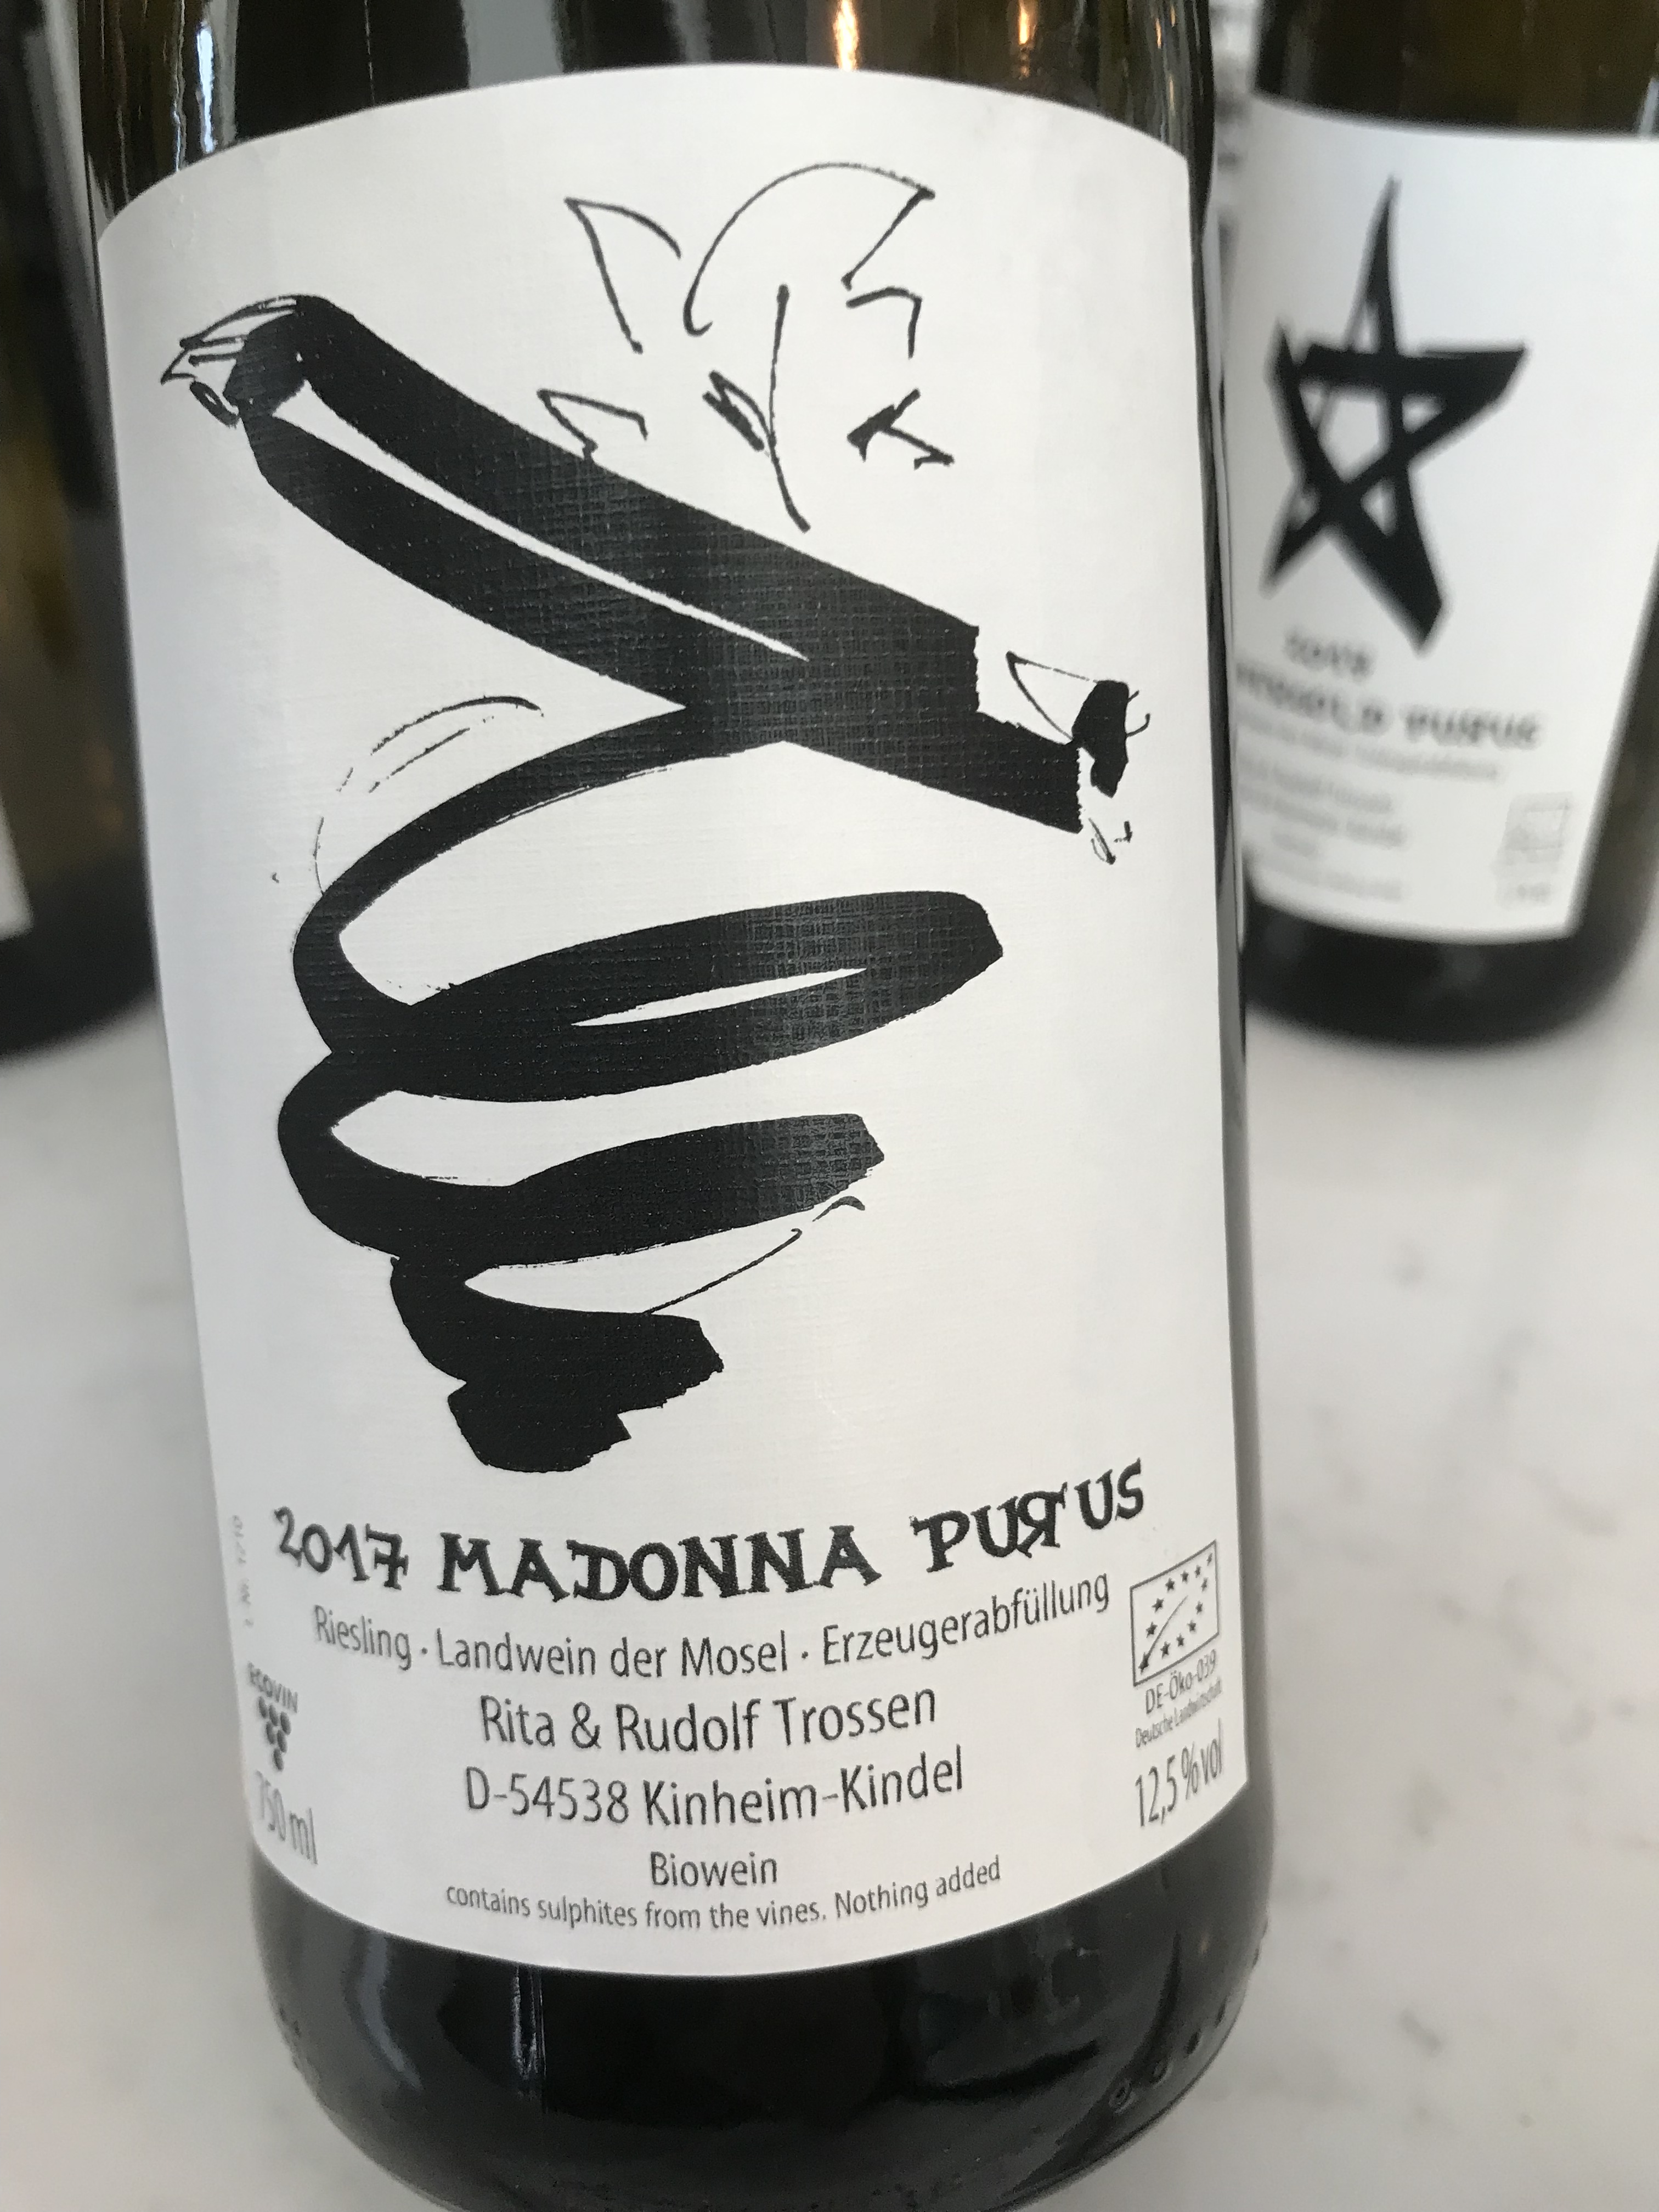 2017 MADONNA PURUS
Riesling · Landwein der Mosel · Erzeugerabfüllung
Rita & Rudolf Trossen
D-54538 Kinheim-Kindel
Biowein
contains sulphites from the vines. Nothing added
ECOVIN
750 ml
DE-Öko-039
Deutsche Landwirtschaft
12,5 % vol
PURUS